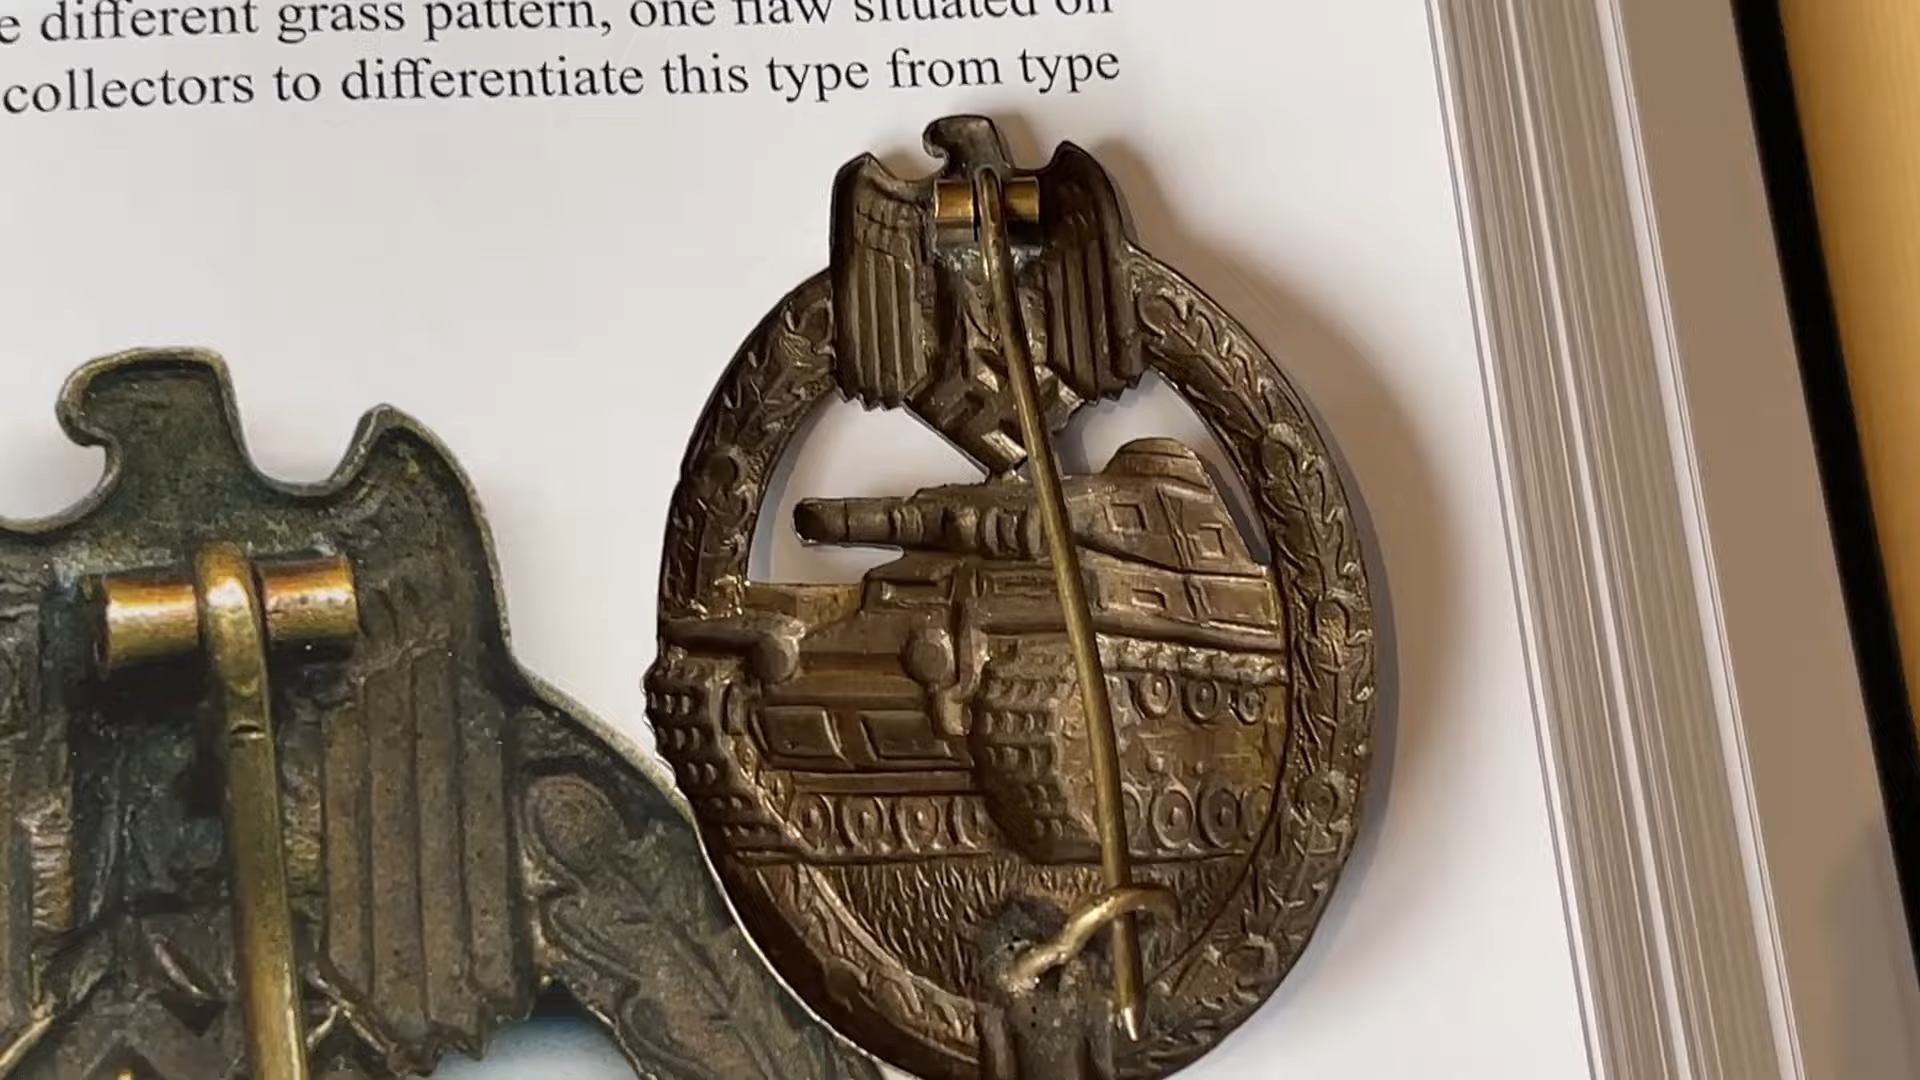 e different grass pattern, one flaw situated on
collectors to differentiate this type from type